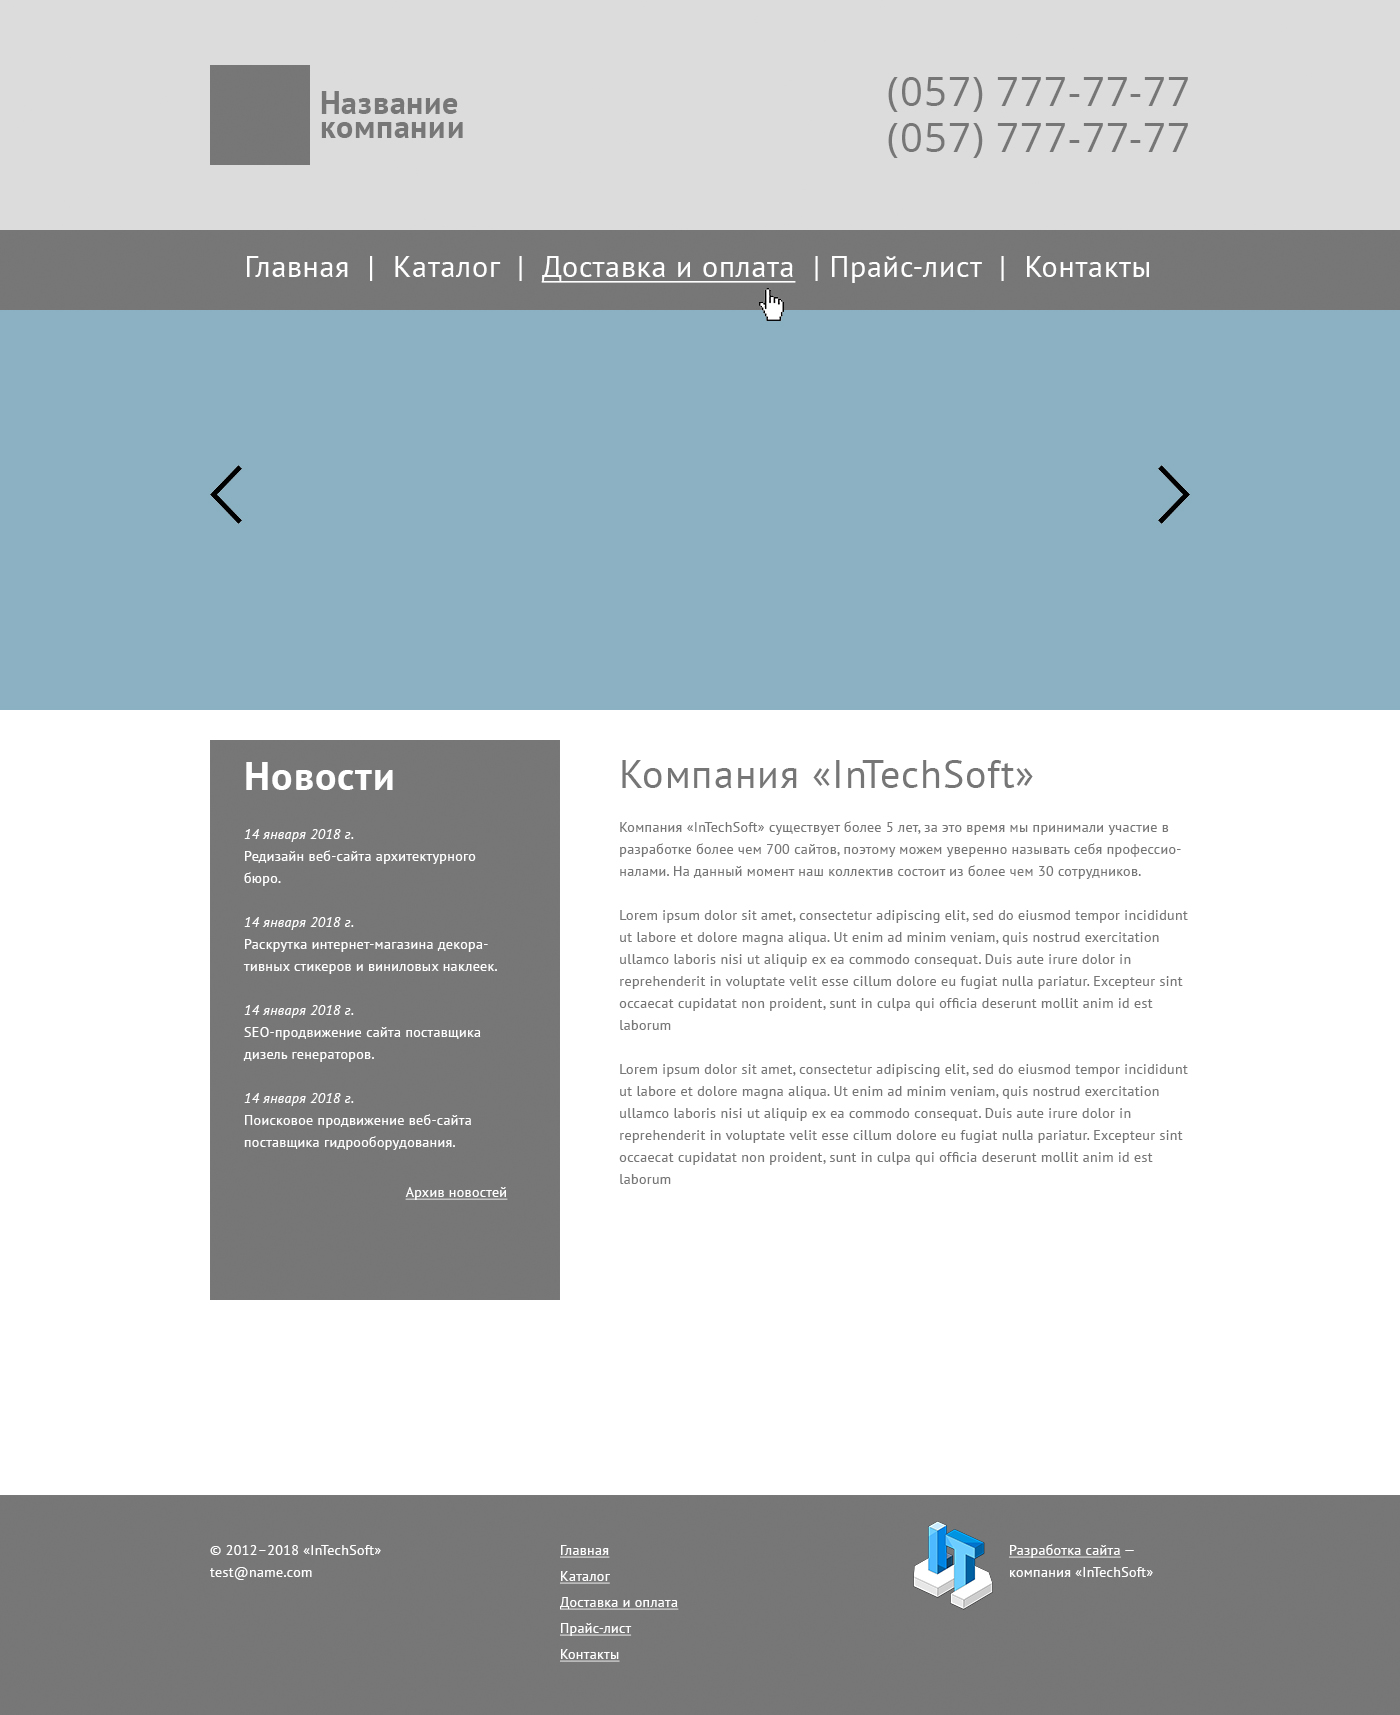 Название
компании
(057) 777-77-77
(057) 777-77-77
Главная | Каталог | Доставка и оплата | Прайс-лист | Контакты
Новости
14 января 2018 г.
Редизайн веб-сайта архитектурного
бюро.
14 января 2018 г.
Раскрутка интернет-магазина декора-
тивных стикеров и виниловых наклеек.
14 января 2018 г.
SEO-продвижение сайта поставщика
дизель генераторов.
14 января 2018 г.
Поисковое продвижение веб-сайта
поставщика гидрооборудования.
Архив новостей
Компания «InTechSoft»
Компания «InTechSoft» существует более 5 лет, за это время мы принимали участие в
разработке более чем 700 сайтов, поэтому можем уверенно называть себя профессио-
налами. На данный момент наш коллектив состоит из более чем 30 сотрудников.
Lorem ipsum dolor sit amet, consectetur adipiscing elit, sed do eiusmod tempor incididunt
ut labore et dolore magna aliqua. Ut enim ad minim veniam, quis nostrud exercitation
ullamco laboris nisi ut aliquip ex ea commodo consequat. Duis aute irure dolor in
reprehenderit in voluptate velit esse cillum dolore eu fugiat nulla pariatur. Excepteur sint
occaecat cupidatat non proident, sunt in culpa qui officia deserunt mollit anim id est
laborum
Lorem ipsum dolor sit amet, consectetur adipiscing elit, sed do eiusmod tempor incididunt
ut labore et dolore magna aliqua. Ut enim ad minim veniam, quis nostrud exercitation
ullamco laboris nisi ut aliquip ex ea commodo consequat. Duis aute irure dolor in
reprehenderit in voluptate velit esse cillum dolore eu fugiat nulla pariatur. Excepteur sint
occaecat cupidatat non proident, sunt in culpa qui officia deserunt mollit anim id est
laborum
© 2012–2018 «InTechSoft»
test@name.com
Главная
Каталог
Доставка и оплата
Прайс-лист
Контакты
Разработка сайта —
компания «InTechSoft»